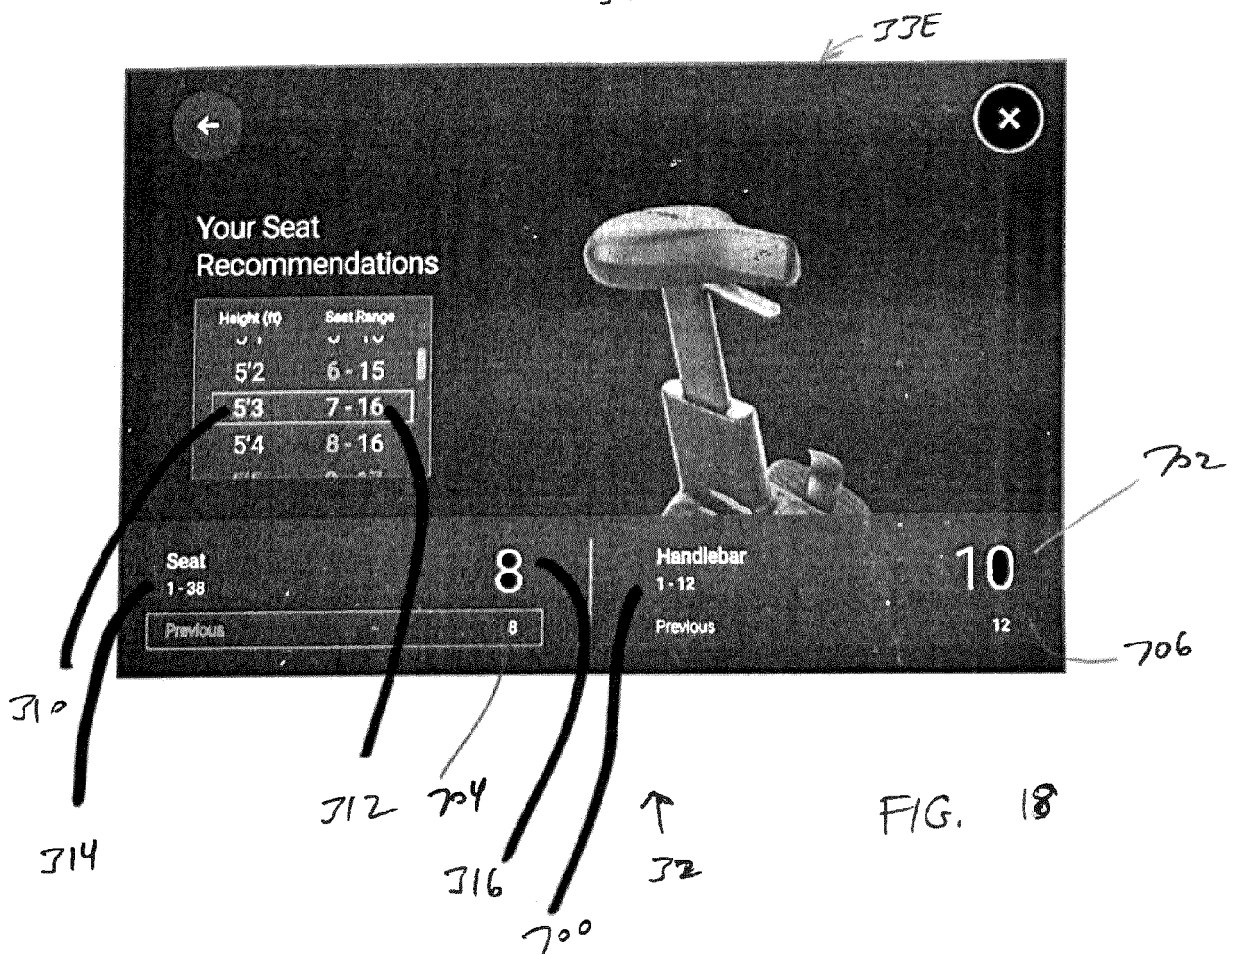 33E
Your Seat
Recommendations
Height (ft) Seat Range
5'2 6 - 15
5'3 7 - 16
5'4 8 - 16
Seat 8 Handlebar 10
1 - 38 1 - 12
Previous 8 Previous 12
702
706
310
312 704
314
316
32
700
FIG. 18